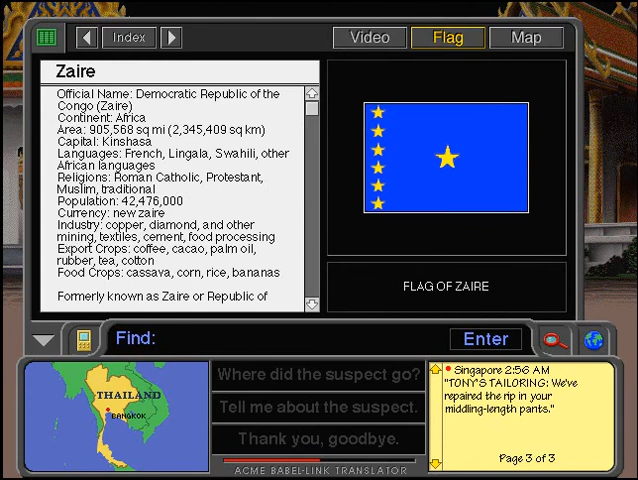 Index
Video
Flag
Map
Zaire
Official Name: Democratic Republic of the
Congo (Zaire)
Continent: Africa
Area: 905,568 sq mi (2,345,409 sq km)
Capital: Kinshasa
Languages: French, Lingala, Swahili, other
African languages
Religions: Roman Catholic, Protestant,
Muslim, traditional
Population: 42,476,000
Currency: new zaire
Industry: copper, diamond, and other
mining, textiles, cement, food processing
Export Crops: coffee, cacao, palm oil,
rubber, tea, cotton
Food Crops: cassava, corn, rice, bananas
Formerly known as Zaire or Republic of
FLAG OF ZAIRE
Find:
Enter
THAILAND
BANGKOK
Where did the suspect go?
Tell me about the suspect.
Thank you, goodbye.
ACME BABEL-LINK TRANSLATOR
Singapore 2:56 AM
"TONY'S TAILORING: We've
repaired the rip in your
middling-length pants."
Page 3 of 3